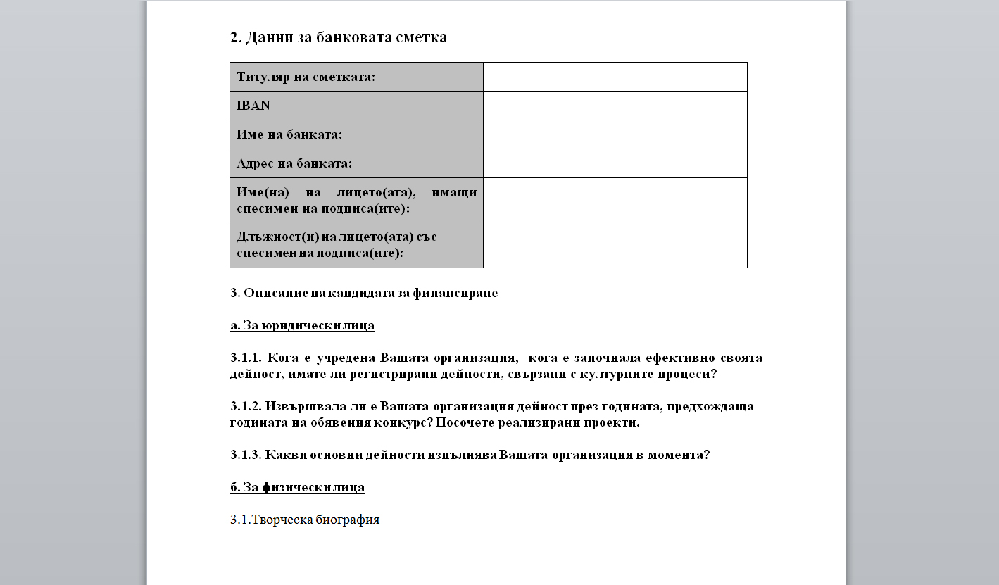 2. Данни за банковата сметка
Титуляр на сметката:
IBAN
Име на банката:
Адрес на банката:
Име(на) на лицето(ата), имащи
спесимен на подписа(ите):
Длъжност(и) на лицето(ата) със
спесимен на подписа(ите):
3. Описание на кандидата за финансиране
а. За юридически лица
3.1.1. Кога е учредена Вашата организация, кога е започнала ефективно своята
дейност, имате ли регистрирани дейности, свързани с културните процеси?
3.1.2. Извършвала ли е Вашата организация дейност през годината, предхождаща
годината на обявения конкурс? Посочете реализирани проекти.
3.1.3. Какви основни дейности изпълнява Вашата организация в момента?
б. За физически лица
3.1.Творческа биография